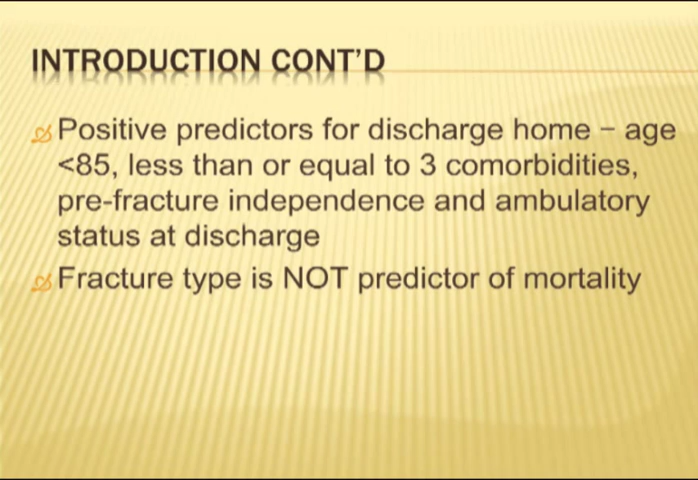 INTRODUCTION CONT'D
Positive predictors for discharge home – age
<85, less than or equal to 3 comorbidities,
pre-fracture independence and ambulatory
status at discharge
Fracture type is NOT predictor of mortality